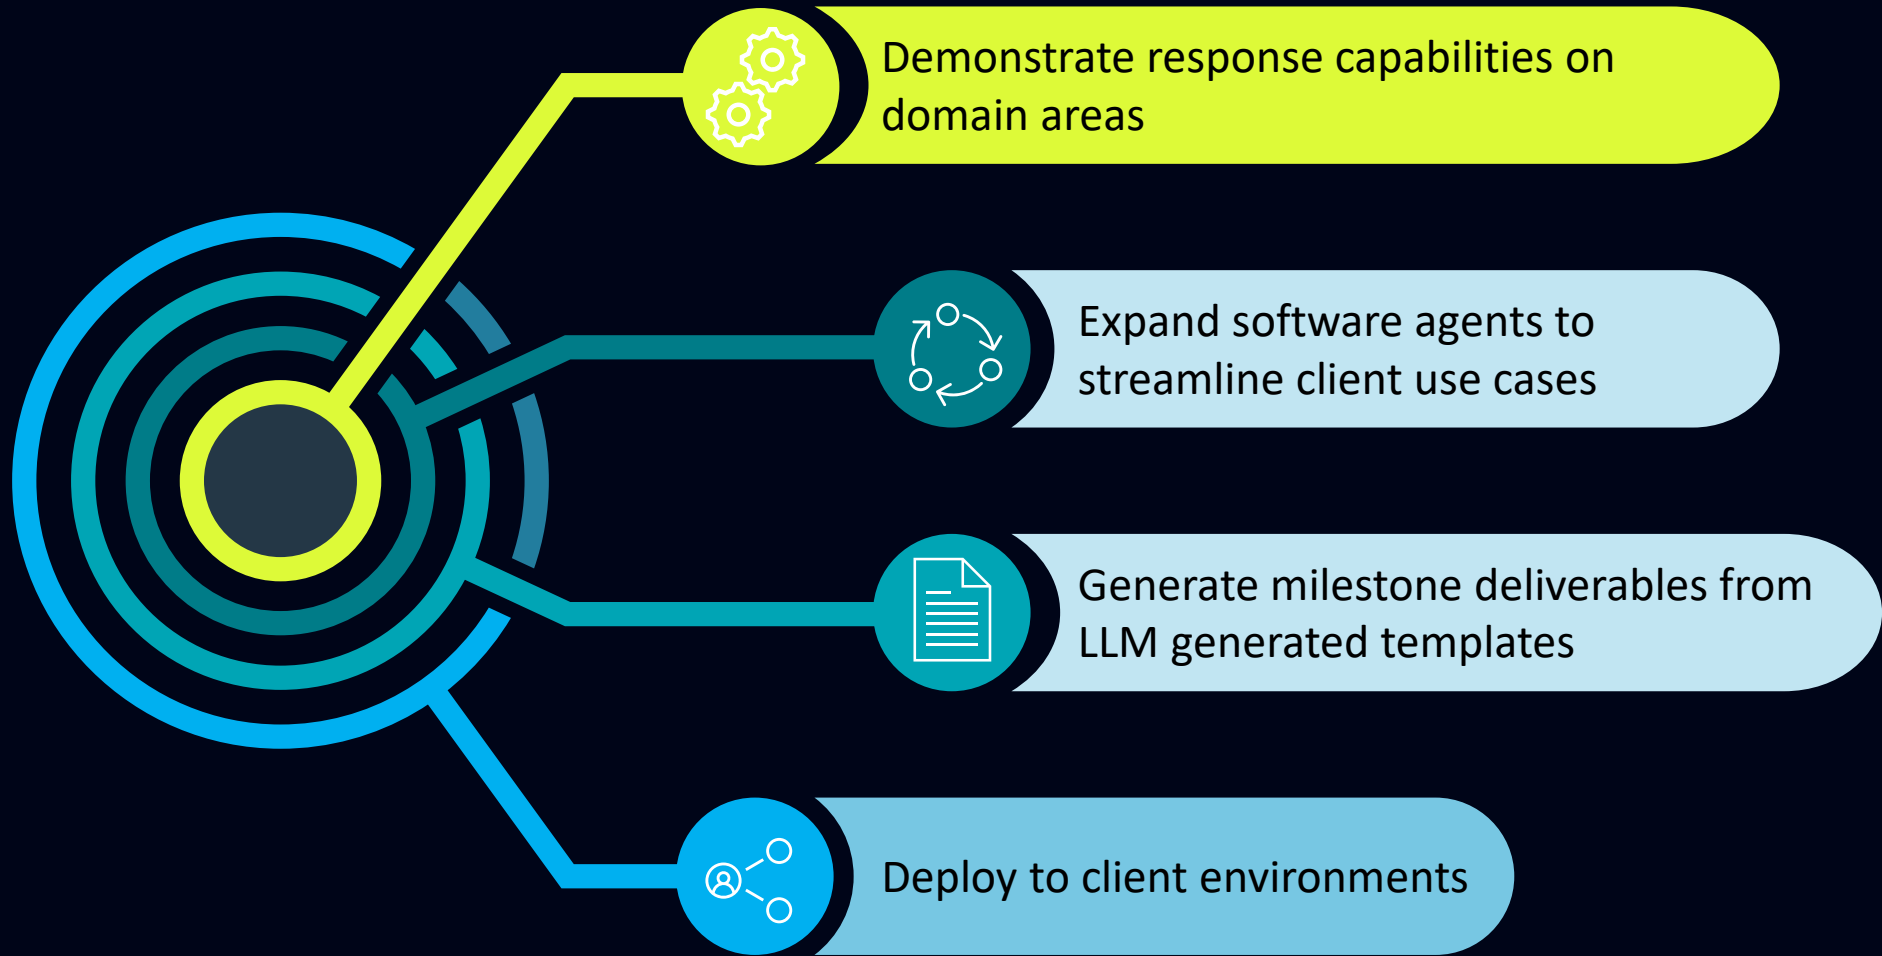 Demonstrate response capabilities on
domain areas
Expand software agents to
streamline client use cases
Generate milestone deliverables from
LLM generated templates
Deploy to client environments